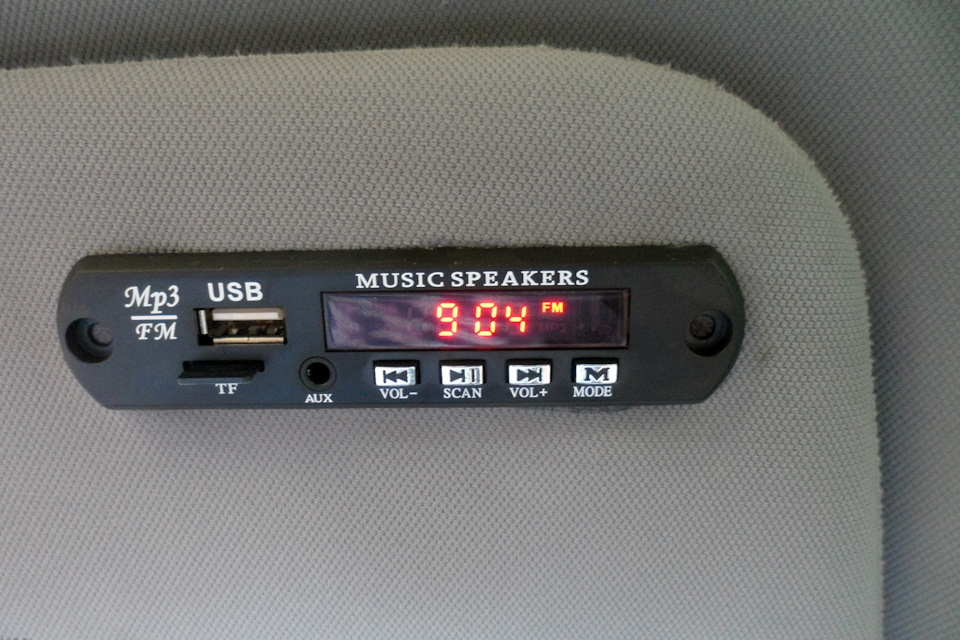 MUSIC SPEAKERS
Mp3
FM
USB
904 FM
TF
AUX
VOL-
SCAN
VOL+
M
MODE